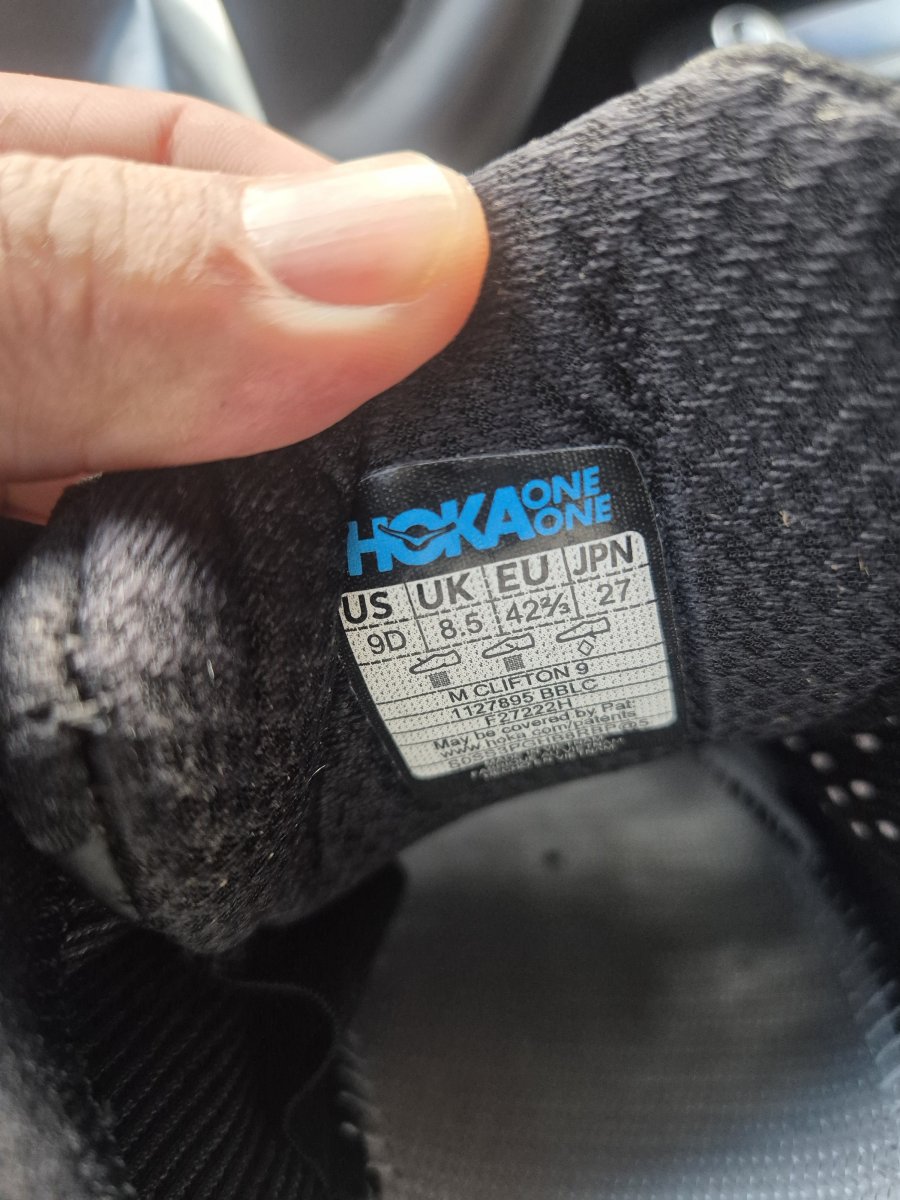 HOKA ONE ONE
US UK EU JPN
9D 8.5 42⅔ 27
M CLIFTON 9
1127895 BBLC
F27222H
May be covered by Pat:
www.hoka.com/patents